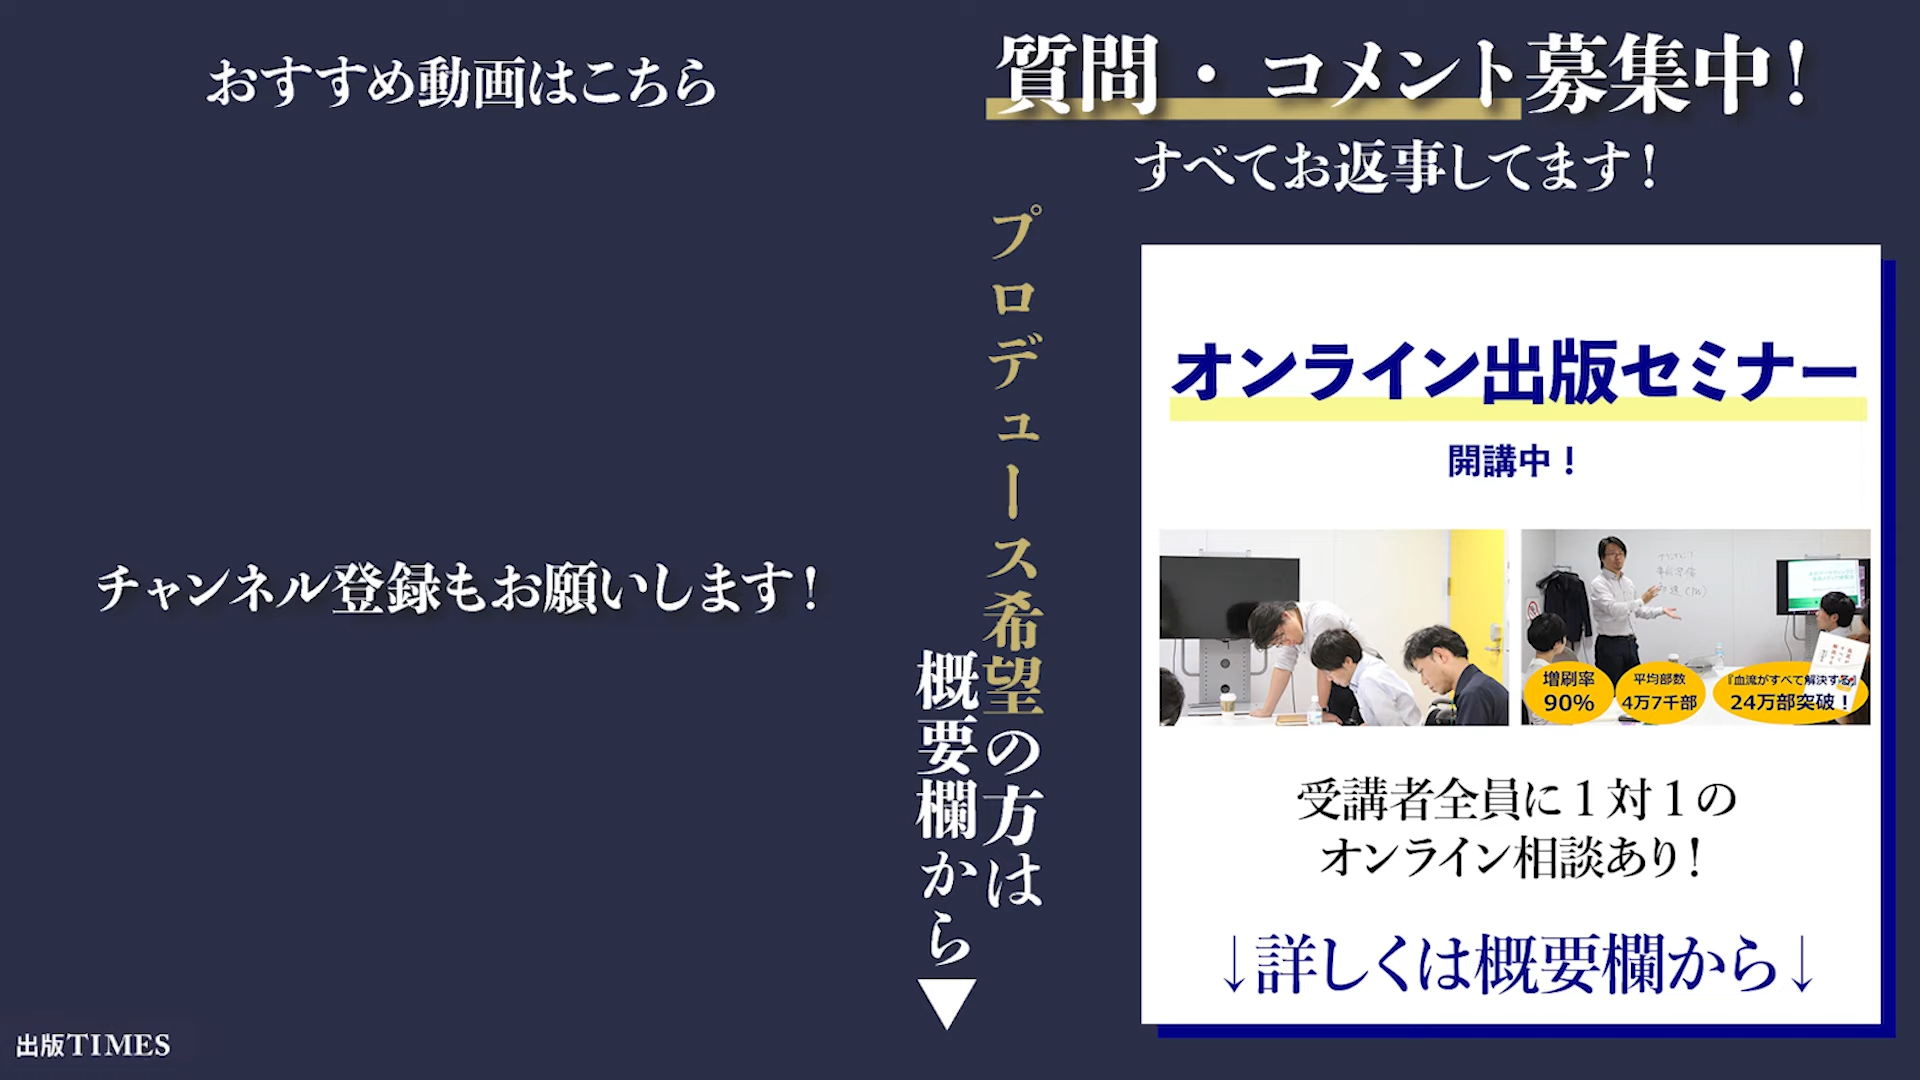 おすすめ動画はこちら
チャンネル登録もお願いします！
出版TIMES
質問・コメント募集中！
すべてお返事してます！
プロデュース希望の方は
概要欄から▼
オンライン出版セミナー
開講中！
増刷率
90%
平均部数
4万7千部
『血流がすべて解決する』
24万部突破！
受講者全員に１対１の
オンライン相談あり！
↓詳しくは概要欄から↓